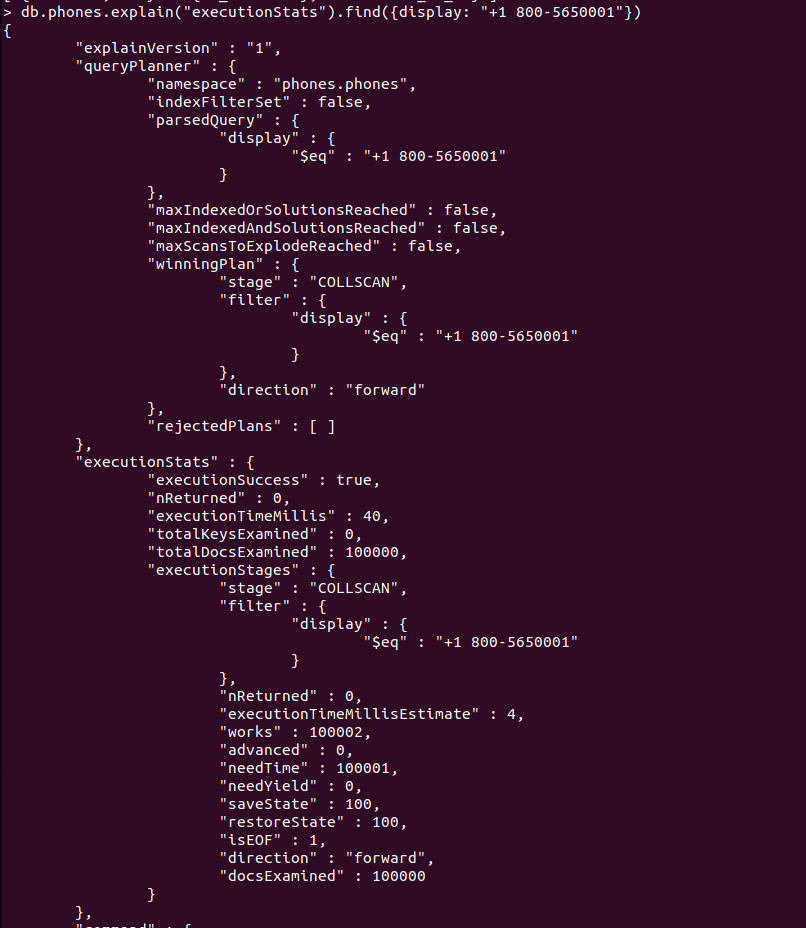 > db.phones.explain("executionStats").find({display: "+1 800-5650001"})
{
"explainVersion" : "1",
"queryPlanner" : {
"namespace" : "phones.phones",
"indexFilterSet" : false,
"parsedQuery" : {
"display" : {
"$eq" : "+1 800-5650001"
}
},
"maxIndexedOrSolutionsReached" : false,
"maxIndexedAndSolutionsReached" : false,
"maxScansToExplodeReached" : false,
"winningPlan" : {
"stage" : "COLLSCAN",
"filter" : {
"display" : {
"$eq" : "+1 800-5650001"
}
},
"direction" : "forward"
},
"rejectedPlans" : [ ]
},
"executionStats" : {
"executionSuccess" : true,
"nReturned" : 0,
"executionTimeMillis" : 40,
"totalKeysExamined" : 0,
"totalDocsExamined" : 100000,
"executionStages" : {
"stage" : "COLLSCAN",
"filter" : {
"display" : {
"$eq" : "+1 800-5650001"
}
},
"nReturned" : 0,
"executionTimeMillisEstimate" : 4,
"works" : 100002,
"advanced" : 0,
"needTime" : 100001,
"needYield" : 0,
"saveState" : 100,
"restoreState" : 100,
"isEOF" : 1,
"direction" : "forward",
"docsExamined" : 100000
}
},